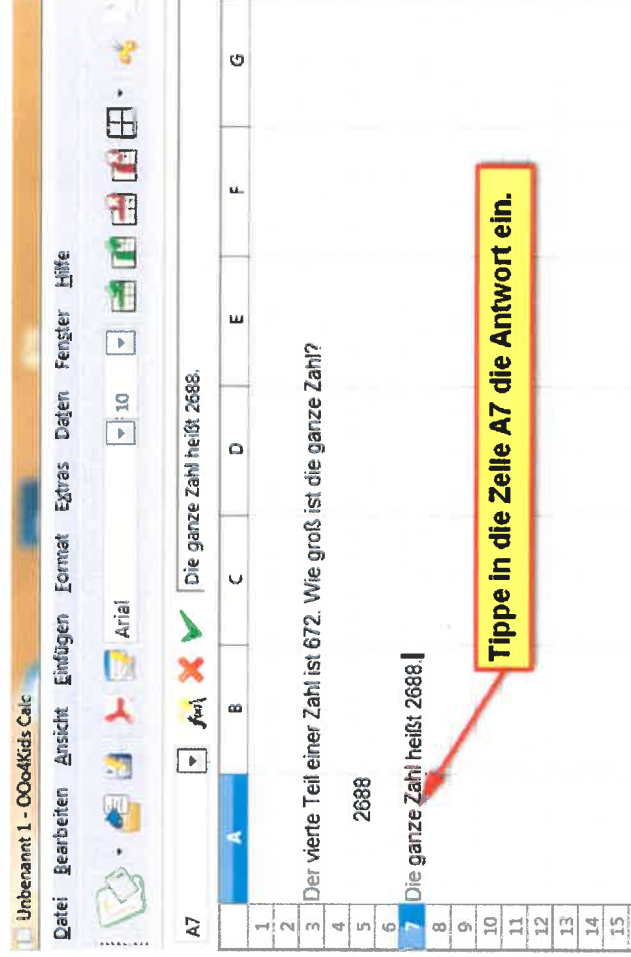 Unbenannt 1 - OOo4Kids Calc
Datei Bearbeiten Ansicht Einfügen Format Extras Daten Fenster Hilfe
Arial 10
A7 f(x) Die ganze Zahl heißt 2688.
A B C D E F G
1
2
3 Der vierte Teil einer Zahl ist 672. Wie groß ist die ganze Zahl?
4
5 2688
6
7 Die ganze Zahl heißt 2688.
8
9
10
Tippe in die Zelle A7 die Antwort ein.
11
12
13
14
15